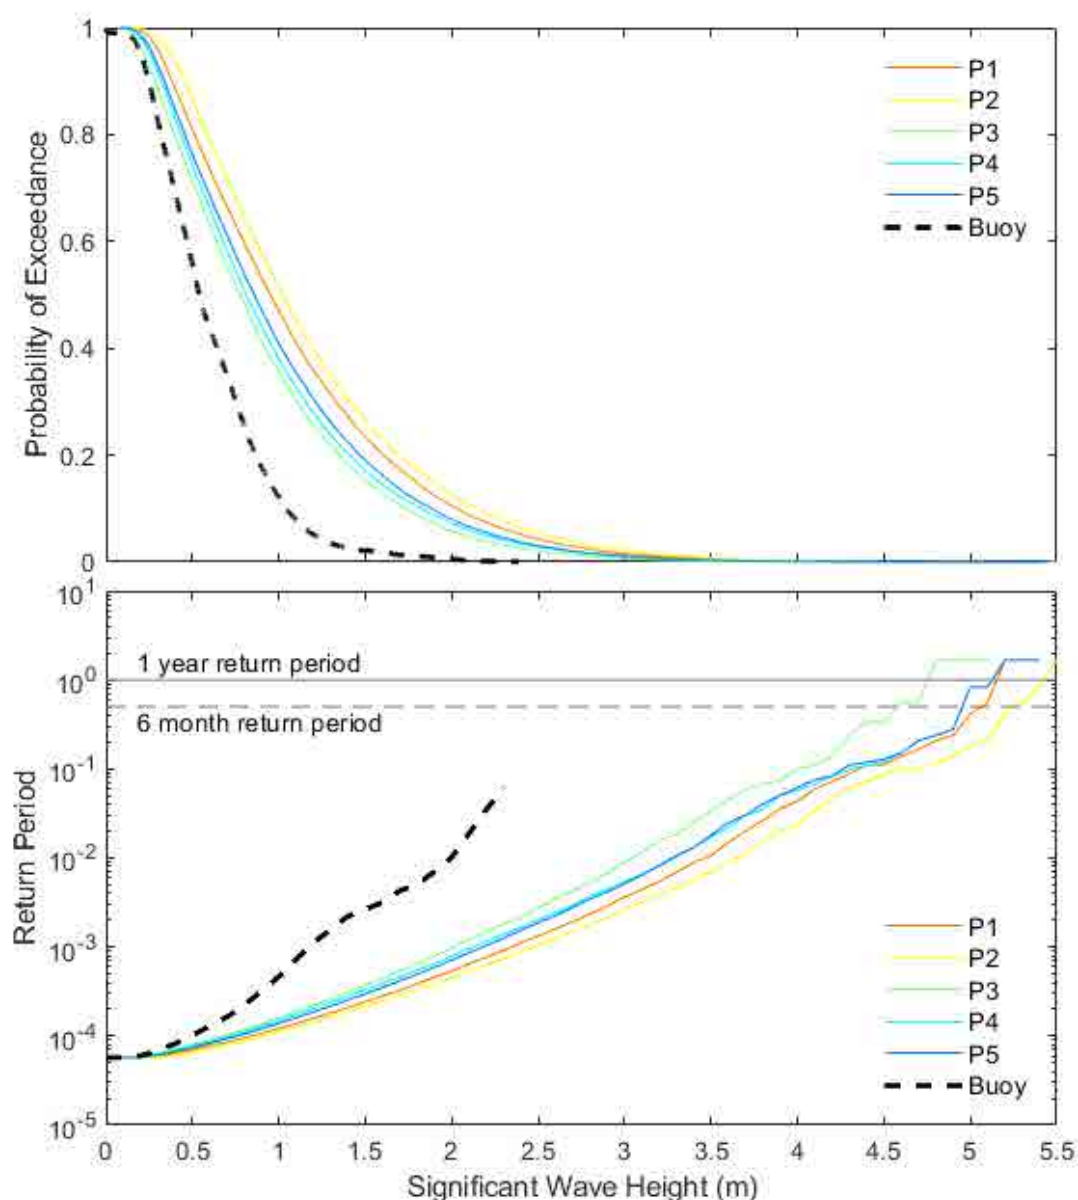 1
0.8
0.6
0.4
0.2
0
Probability of Exceedance
P1
P2
P3
P4
P5
Buoy
10^1
10^0
10^-1
10^-2
10^-3
10^-4
10^-5
Return Period
1 year return period
6 month return period
P1
P2
P3
P4
P5
Buoy
0 0.5 1 1.5 2 2.5 3 3.5 4 4.5 5 5.5
Significant Wave Height (m)